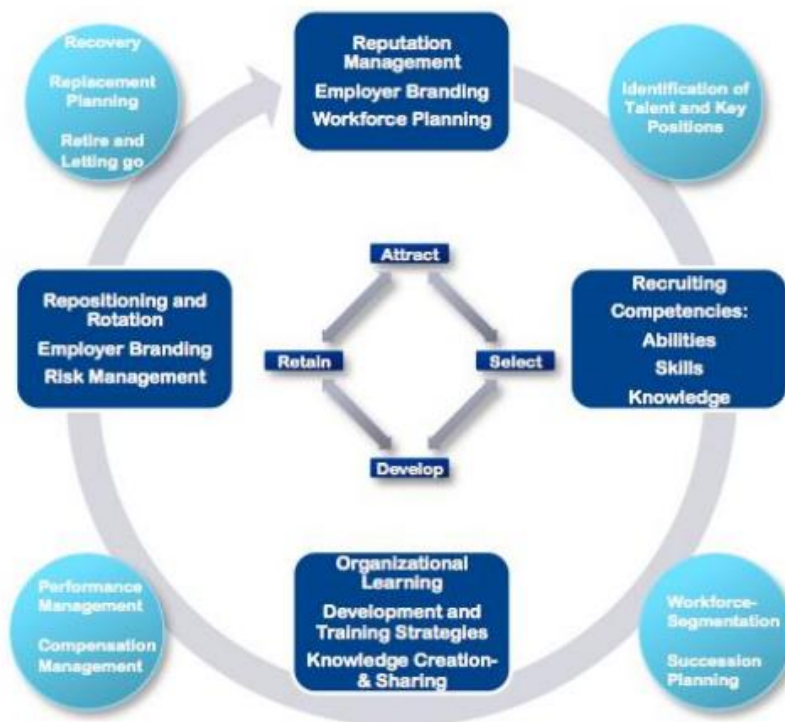 Recovery
Replacement
Planning
Retire and
Letting go
Reputation
Management
Employer Branding
Workforce Planning
Identification of
Talent and Key
Positions
Attract
Retain
Select
Develop
Repositioning and
Rotation
Employer Branding
Risk Management
Recruiting
Competencies:
Abilities
Skills
Knowledge
Performance
Management
Compensation
Management
Organizational
Learning
Development and
Training Strategies
Knowledge Creation-
& Sharing
Workforce-
Segmentation
Succession
Planning